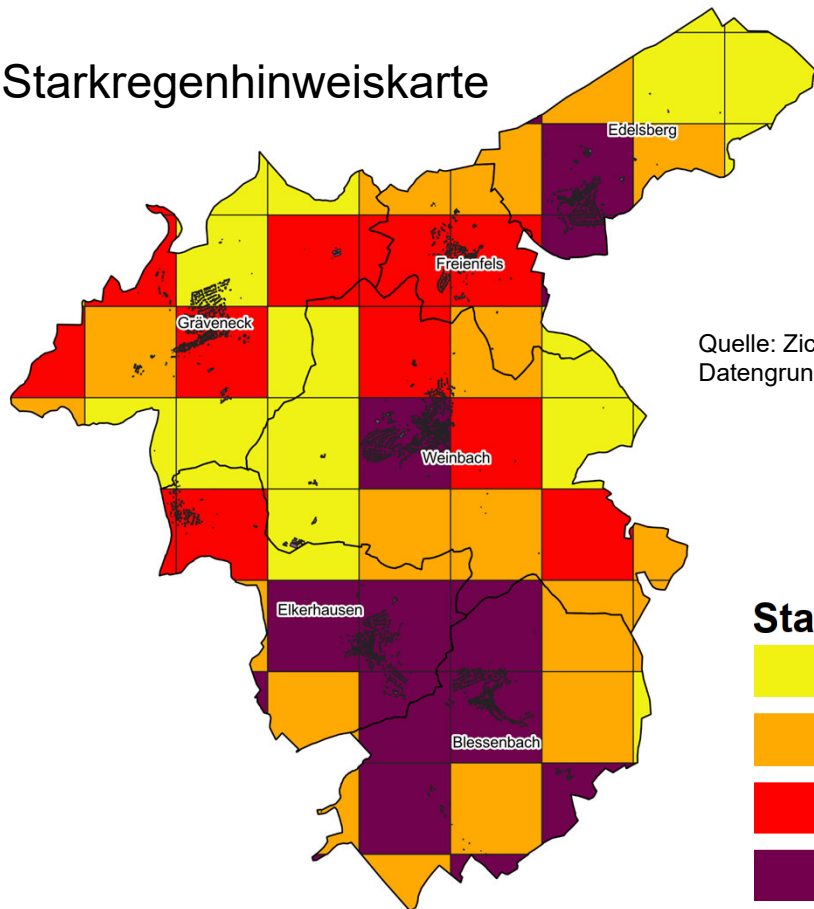 Starkregenhinweiskarte
Edelsberg
Freienfels
Gräveneck
Quelle: Zic
Datengrun
Weinbach
Elkerhausen
Sta
Blessenbach